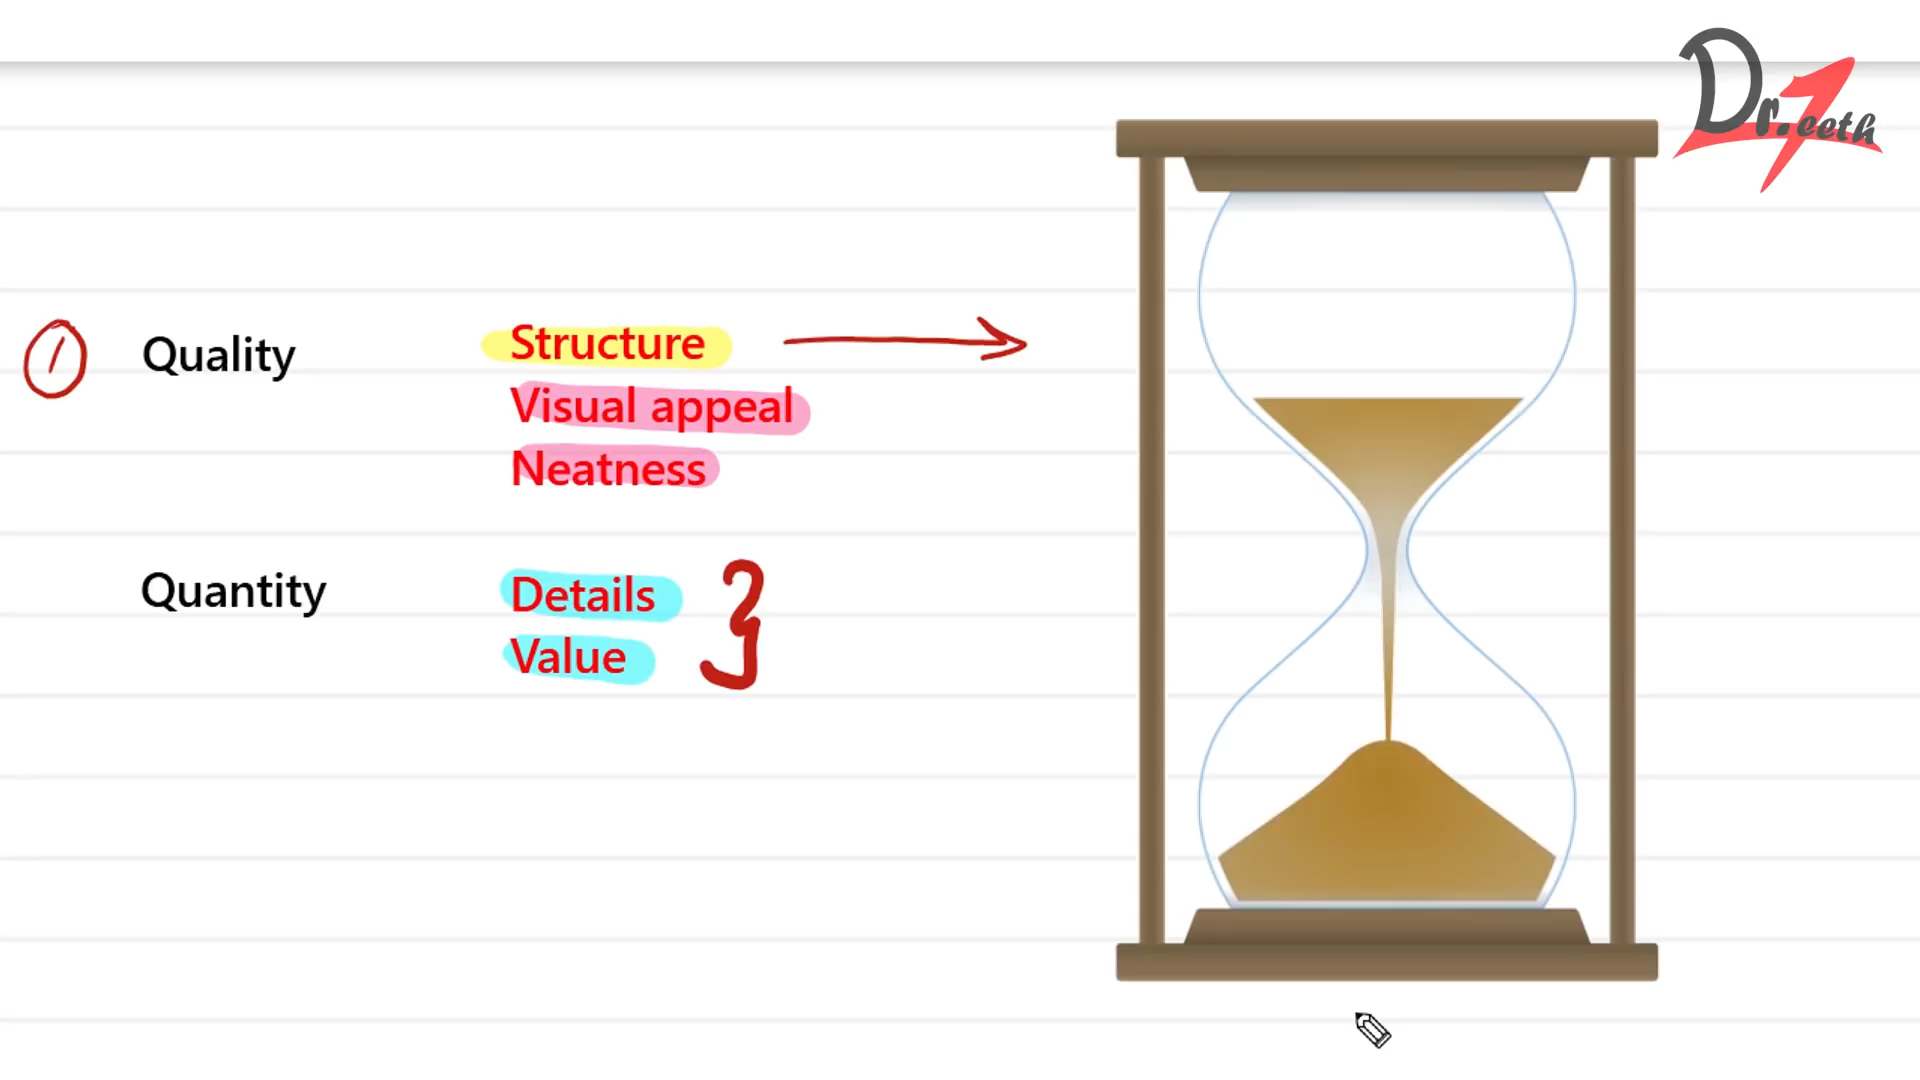 Dr.Teeth
1 Quality Structure
Visual appeal
Neatness
Quantity Details
Value